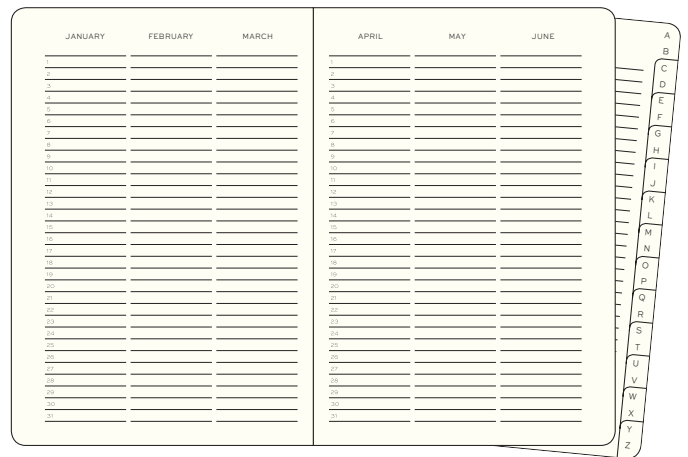 JANUARY FEBRUARY MARCH
1
2
3
4
5
6
7
8
9
10
11
12
13
14
15
16
17
18
19
20
21
22
23
24
25
26
27
28
29
30
31
APRIL MAY JUNE
1
2
3
4
5
6
7
8
9
10
11
12
13
14
15
16
17
18
19
20
21
22
23
24
25
26
27
28
29
30
31
A
B
C
D
E
F
G
H
I
J
K
L
M
N
O
P
Q
R
S
T
U
V
W
X
Y
Z